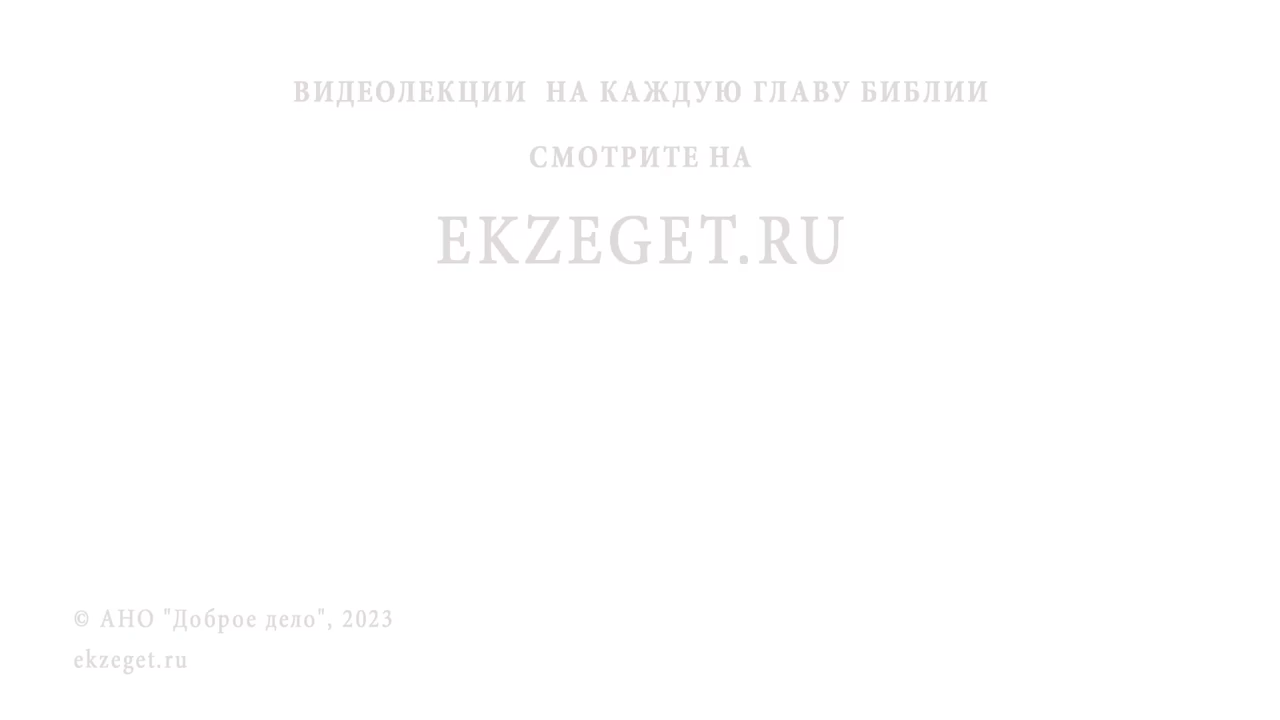 ВИДЕОЛЕКЦИИ НА КАЖДУЮ ГЛАВУ БИБЛИИ
СМОТРИТЕ НА
EKZEGET.RU
© АНО "Доброе дело", 2023
ekzeget.ru